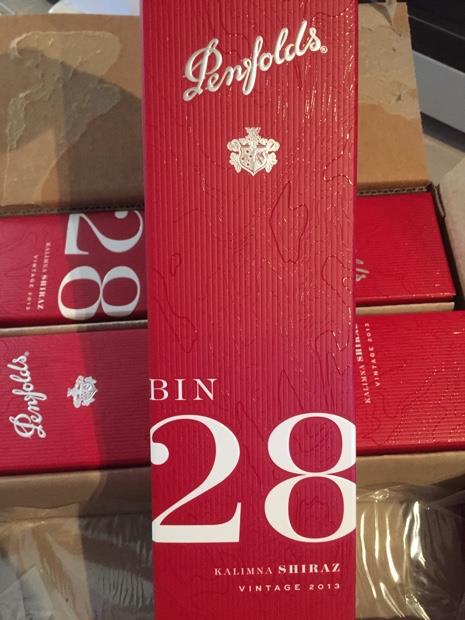 Penfolds®
BIN
28
KALIMNA SHIRAZ
VINTAGE 2013
28
KALIMNA SHIRAZ
VINTAGE 2013
Penfolds®
KALIMNA SHIRAZ
VINTAGE 2013